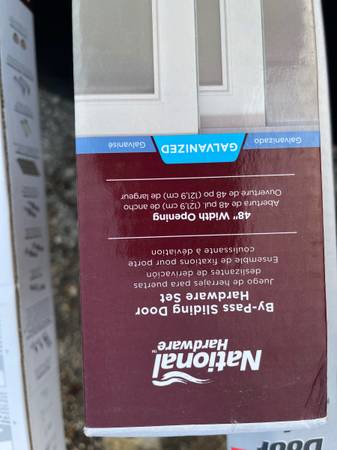 National
Hardware™
By-Pass Sliding Door
Hardware Set
Juego de herrajes para puertas
deslizantes de derivación
Ensemble de fixations pour porte
coulissante à déviation
48" Width Opening
Abertura de 48 pul (121,9 cm) de ancho
Ouverture de 48 po (121,9 cm) de largeur
Galvanizado
GALVANIZED
Galvanisé
Door